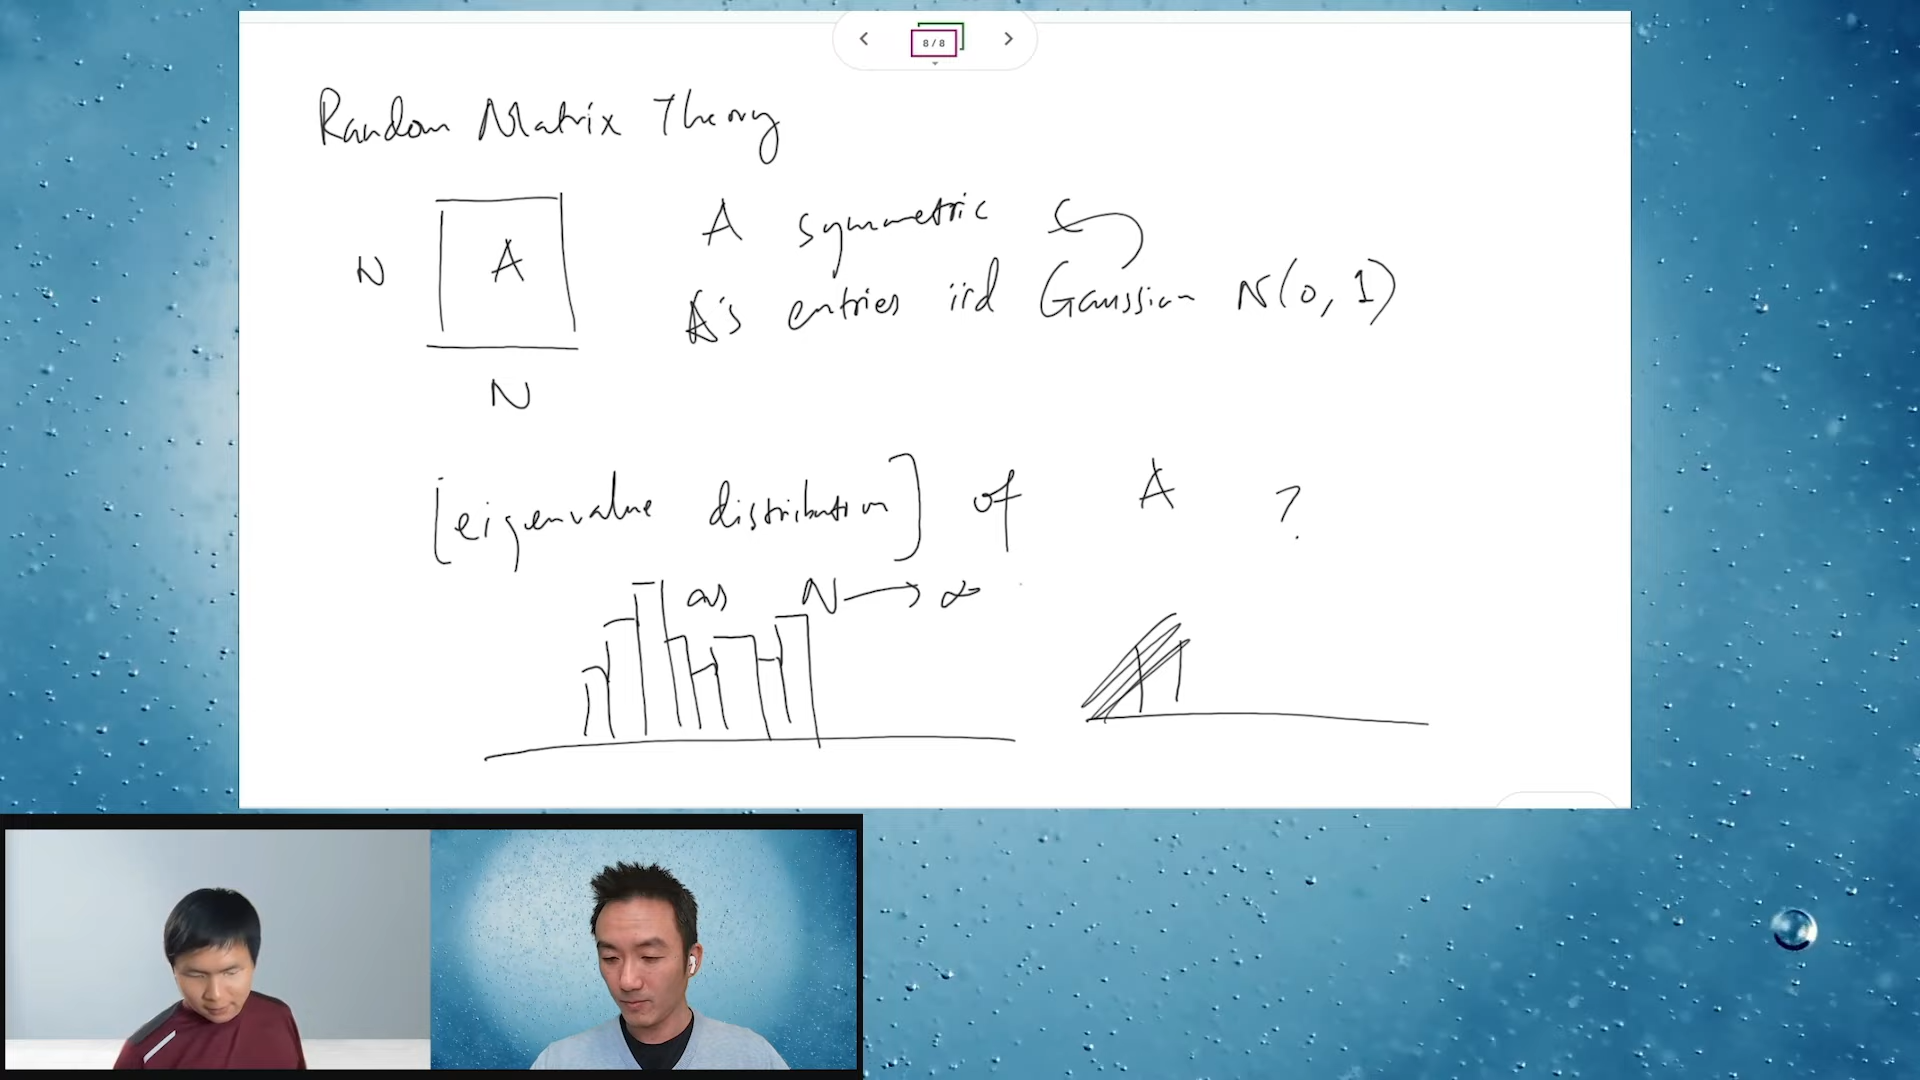 8 / 8
Random Matrix Theory
A symmetric
N A
A's entries iid Gaussian N(0, 1)
N
[eigenvalue distribution] of A ?
as N → ∞